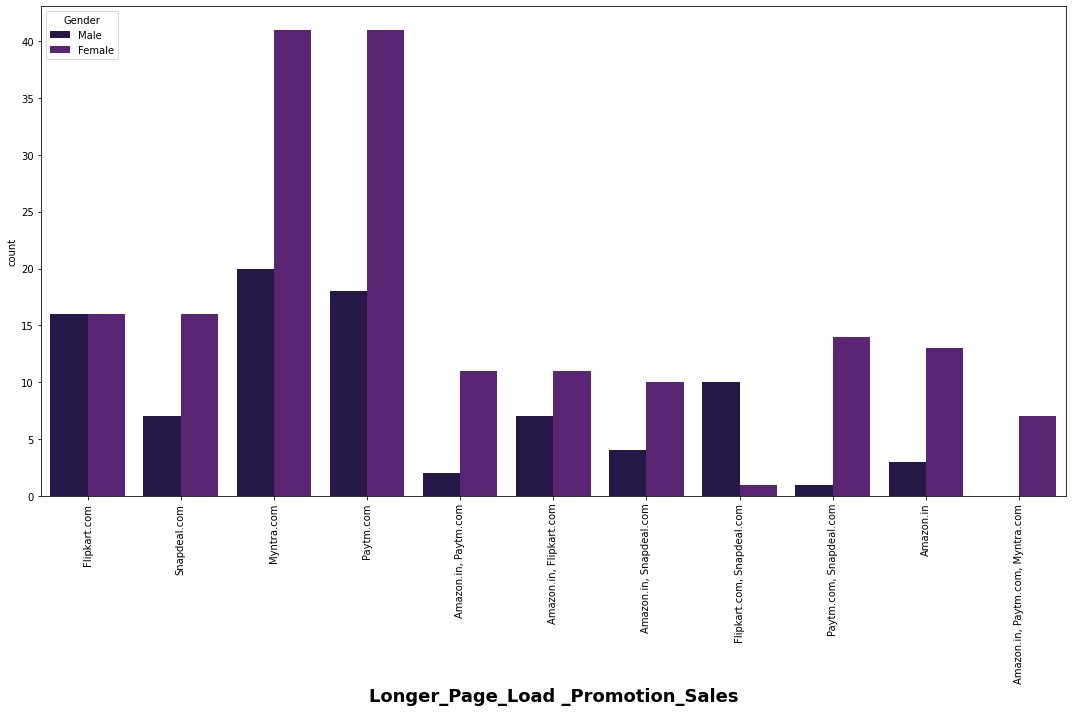 Gender
Male
Female
40
35
30
25
20
15
10
5
0
count
Flipkart.com
Snapdeal.com
Myntra.com
Paytm.com
Amazon.in, Paytm.com
Amazon.in, Flipkart.com
Amazon.in, Snapdeal.com
Flipkart.com, Snapdeal.com
Paytm.com, Snapdeal.com
Amazon.in
Amazon.in, Paytm.com, Myntra.com
Longer_Page_Load _Promotion_Sales